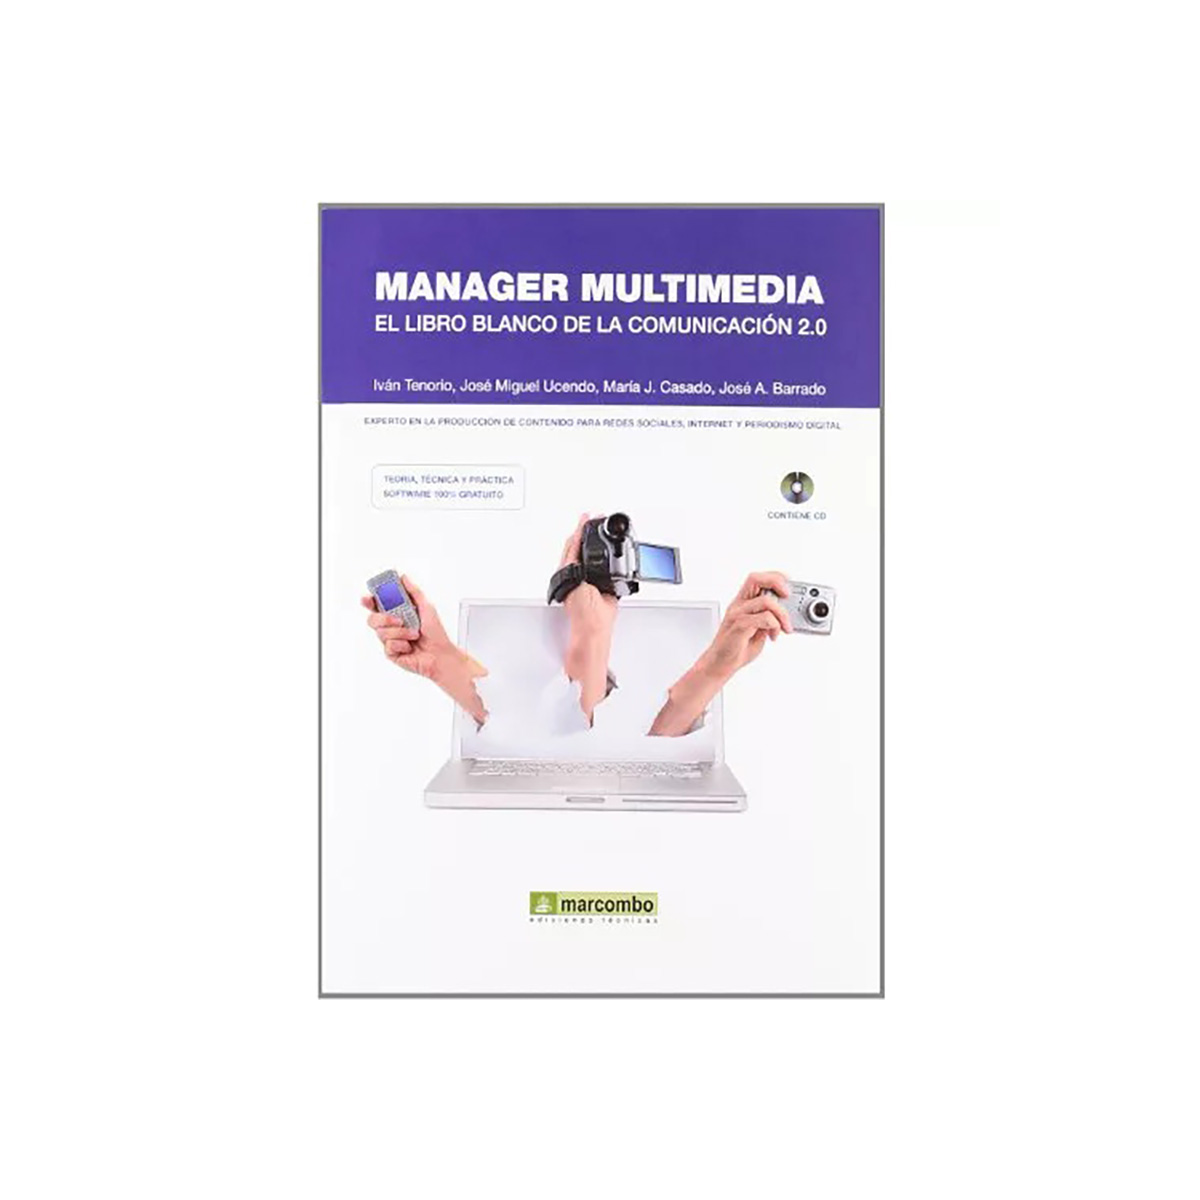 MANAGER MULTIMEDIA
EL LIBRO BLANCO DE LA COMUNICACIÓN 2.0
Iván Tenorio, José Miguel Ucendo, María J. Casado, José A. Barrado
EXPERTO EN LA PRODUCCIÓN DE CONTENIDO PARA REDES SOCIALES, INTERNET Y PERIODISMO DIGITAL
TEORÍA, TÉCNICA Y PRÁCTICA
SOFTWARE 100% GRATUITO
CONTIENE CD
marcombo
ediciones técnicas